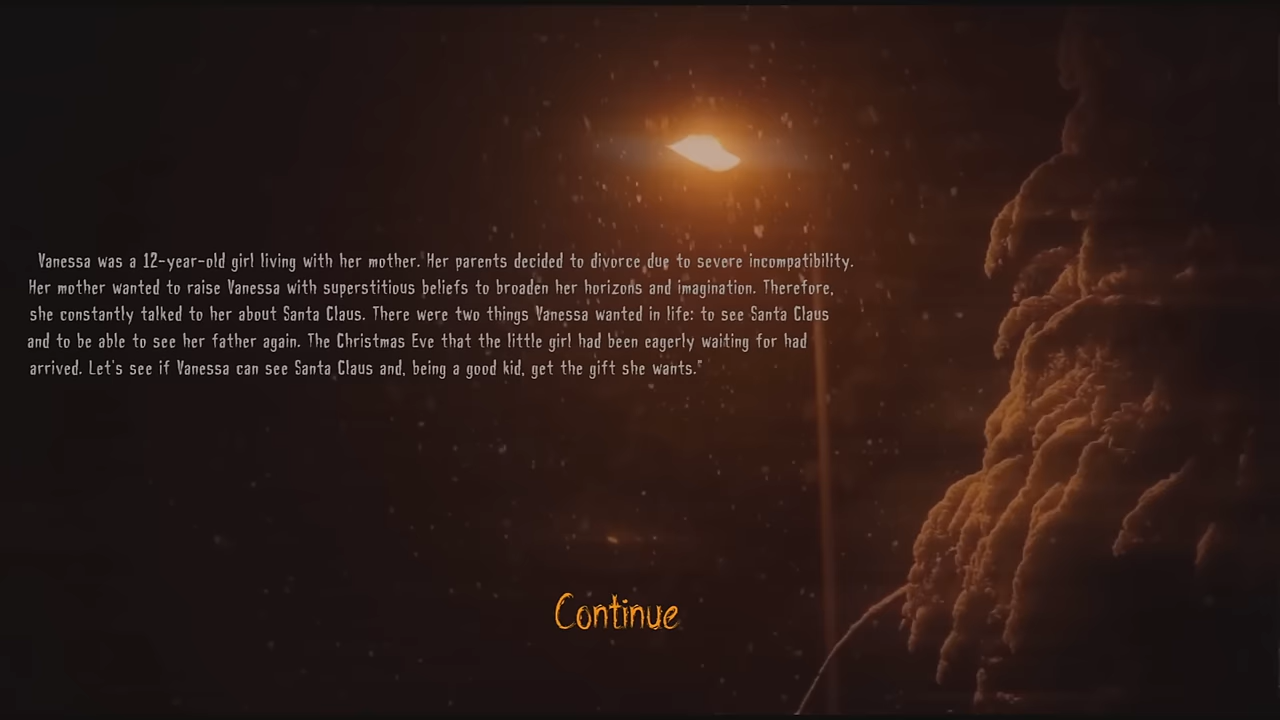 Vanessa was a 12-year-old girl living with her mother. Her parents decided to divorce due to severe incompatibility.
Her mother wanted to raise Vanessa with superstitious beliefs to broaden her horizons and imagination. Therefore,
she constantly talked to her about Santa Claus. There were two things Vanessa wanted in life: to see Santa Claus
and to be able to see her father again. The Christmas Eve that the little girl had been eagerly waiting for had
arrived. Let's see if Vanessa can see Santa Claus and, being a good kid, get the gift she wants."
Continue